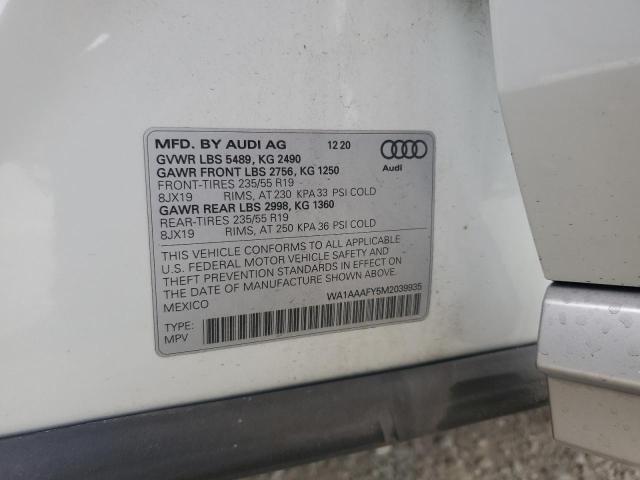 MFD. BY AUDI AG 12 20
GVWR LBS 5489, KG 2490
GAWR FRONT LBS 2756, KG 1250
FRONT-TIRES 235/55 R19
8JX19 RIMS, AT 230 KPA 33 PSI COLD
GAWR REAR LBS 2998, KG 1360
REAR-TIRES 235/55 R19
8JX19 RIMS, AT 250 KPA 36 PSI COLD
Audi
THIS VEHICLE CONFORMS TO ALL APPLICABLE
U.S. FEDERAL MOTOR VEHICLE SAFETY AND
THEFT PREVENTION STANDARDS IN EFFECT ON
THE DATE OF MANUFACTURE SHOWN ABOVE.
MEXICO
WA1AAAFY5M2039935
TYPE:
MPV